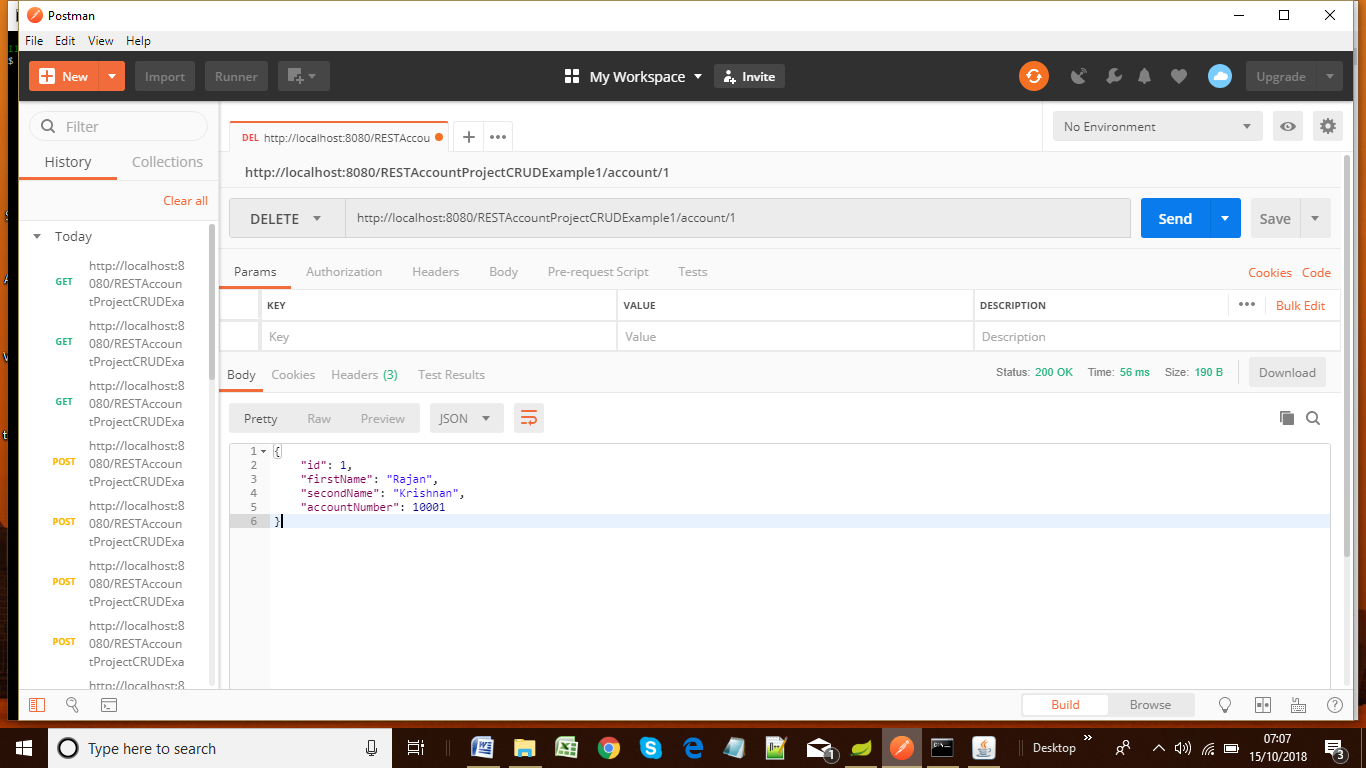 Postman
File Edit View Help
New Import Runner My Workspace Invite Upgrade
Filter
History Collections
Clear all
Today
GET http://localhost:8
080/RESTAccoun
tProjectCRUDExa
GET http://localhost:8
080/RESTAccoun
tProjectCRUDExa
GET http://localhost:8
080/RESTAccoun
tProjectCRUDExa
POST http://localhost:8
080/RESTAccoun
tProjectCRUDExa
POST http://localhost:8
080/RESTAccoun
tProjectCRUDExa
POST http://localhost:8
080/RESTAccoun
tProjectCRUDExa
POST http://localhost:8
080/RESTAccoun
tProjectCRUDExa
http://localhost:8
DEL http://localhost:8080/RESTAccou + ••• No Environment
http://localhost:8080/RESTAccountProjectCRUDExample1/account/1
DELETE http://localhost:8080/RESTAccountProjectCRUDExample1/account/1 Send Save
Params Authorization Headers Body Pre-request Script Tests Cookies Code
KEY VALUE DESCRIPTION ••• Bulk Edit
Key Value Description
Body Cookies Headers (3) Test Results Status: 200 OK Time: 56 ms Size: 190 B Download
Pretty Raw Preview JSON
1 {
2 "id": 1,
3 "firstName": "Rajan",
4 "secondName": "Krishnan",
5 "accountNumber": 10001
6 }
Build Browse
Type here to search Desktop 07:07
15/10/2018
1
3